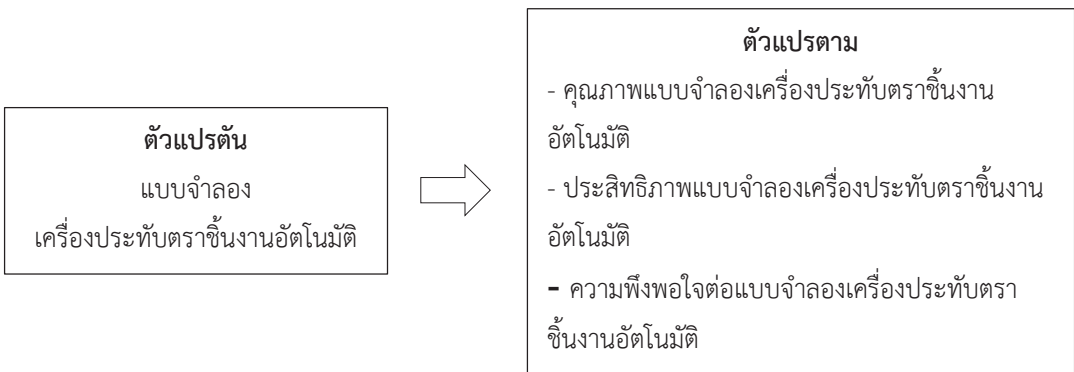 ตัวแปรต้น
แบบจำลอง
เครื่องประทับตราชิ้นงานอัตโนมัติ
ตัวแปรตาม
- คุณภาพแบบจำลองเครื่องประทับตราชิ้นงาน
อัตโนมัติ
- ประสิทธิภาพแบบจำลองเครื่องประทับตราชิ้นงาน
อัตโนมัติ
- ความพึงพอใจต่อแบบจำลองเครื่องประทับตรา
ชิ้นงานอัตโนมัติ